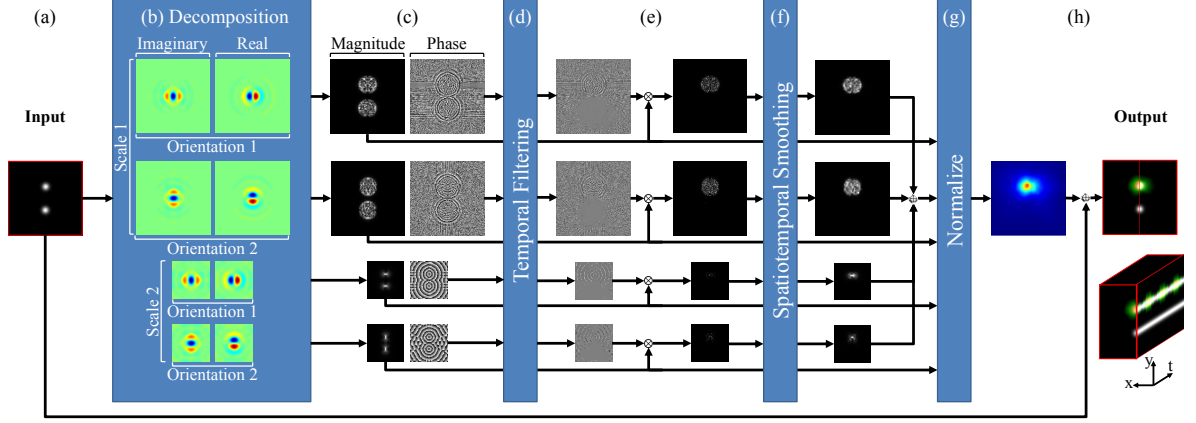 (a)
(b) Decomposition
(c)
(d)
(e)
(f)
(g)
(h)
Imaginary
Real
Magnitude
Phase
Input
Output
Scale 1
Orientation 1
Orientation 2
Scale 2
Orientation 1
Orientation 2
Temporal Filtering
Spatiotemporal Smoothing
Normalize
y
t
x